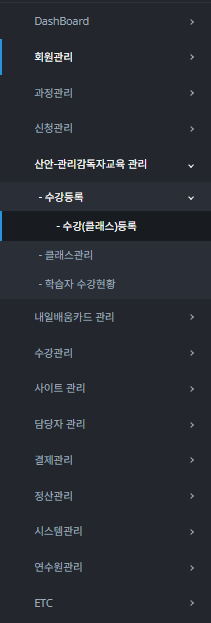 DashBoard
회원관리
과정관리
신청관리
산안-관리감독자교육 관리
- 수강등록
- 수강(클래스)등록
- 클래스관리
- 학습자 수강현황
내일배움카드 관리
수강관리
사이트 관리
담당자 관리
결제관리
정산관리
시스템관리
연수원관리
ETC